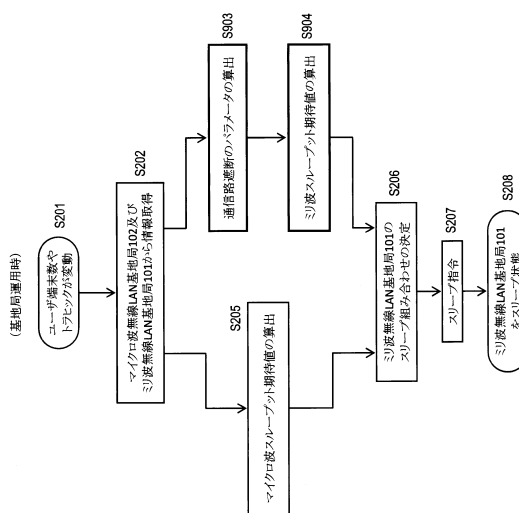 (基地局運用時)
S201
ユーザ端末数や
トラヒックが変動
S202
マイクロ波無線LAN基地局102及び
ミリ波無線LAN基地局101から情報取得
S903
通信路遮断のパラメータの算出
S904
ミリ波スループット期待値の算出
S205
マイクロ波スループット期待値の算出
S206
ミリ波無線LAN基地局101の
スリープ組み合わせの決定
S207
スリープ指令
S208
ミリ波無線LAN基地局101
をスリープ状態